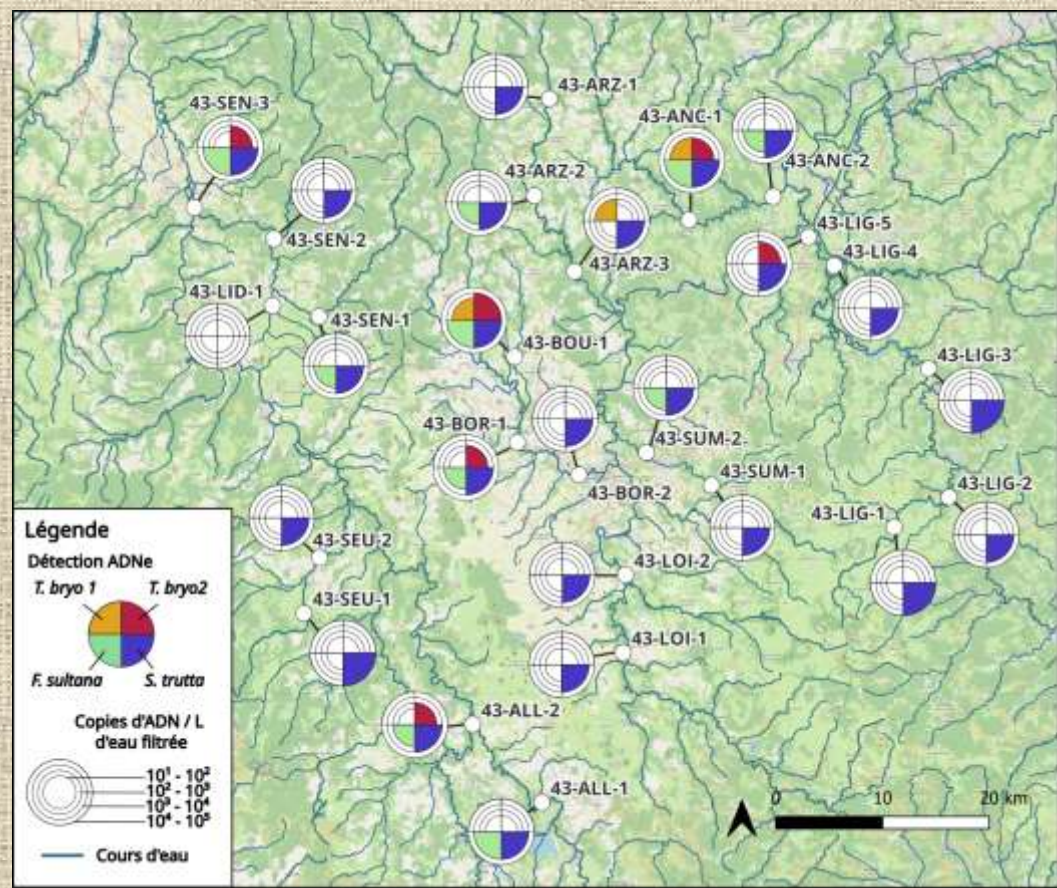 43-ARZ-1
43-SEN-3
43-ANC-1
43-ANC-2
43-ARZ-2
43-SEN-2
43-LIG-5
43-LIG-4
43-ARZ-3
43-LID-1
43-SEN-1
43-BOU-1
43-LIG-3
43-BOR-1
43-SUM-2
43-SUM-1
43-BOR-2
43-LIG-2
43-LIG-1
43-SEU-2
43-LOI-2
43-SEU-1
43-LOI-1
43-ALL-2
43-ALL-1
0 10 20 km
Légende
Détection ADNe
T. bryo 1 T. bryo2
F. sultana S. trutta
Copies d'ADN / L
d'eau filtrée
10¹ - 10²
10² - 10³
10³ - 10⁴
10⁴ - 10⁵
Cours d'eau